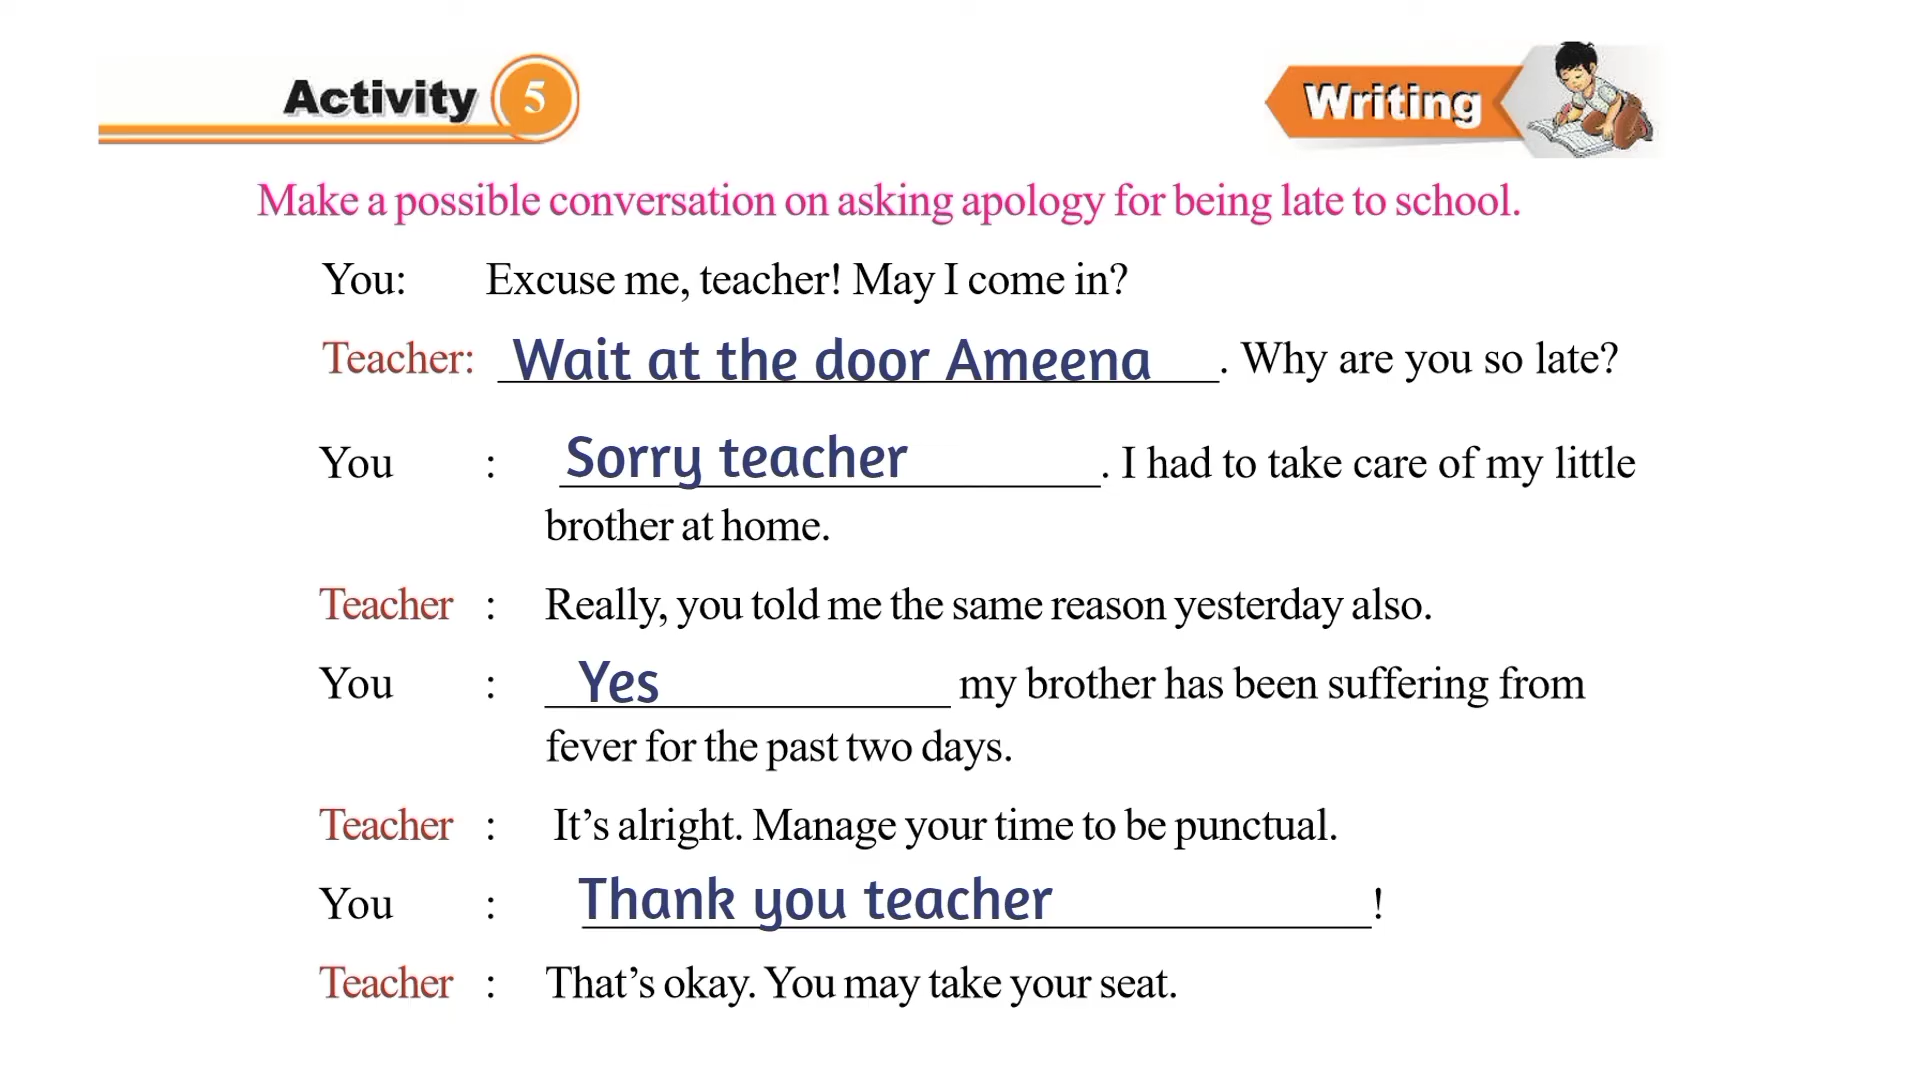 Activity 5
Writing
Make a possible conversation on asking apology for being late to school.
You: Excuse me, teacher! May I come in?
Teacher: Wait at the door Ameena. Why are you so late?
You : Sorry teacher. I had to take care of my little
brother at home.
Teacher : Really, you told me the same reason yesterday also.
You : Yes my brother has been suffering from
fever for the past two days.
Teacher : It’s alright. Manage your time to be punctual.
You : Thank you teacher!
Teacher : That’s okay. You may take your seat.